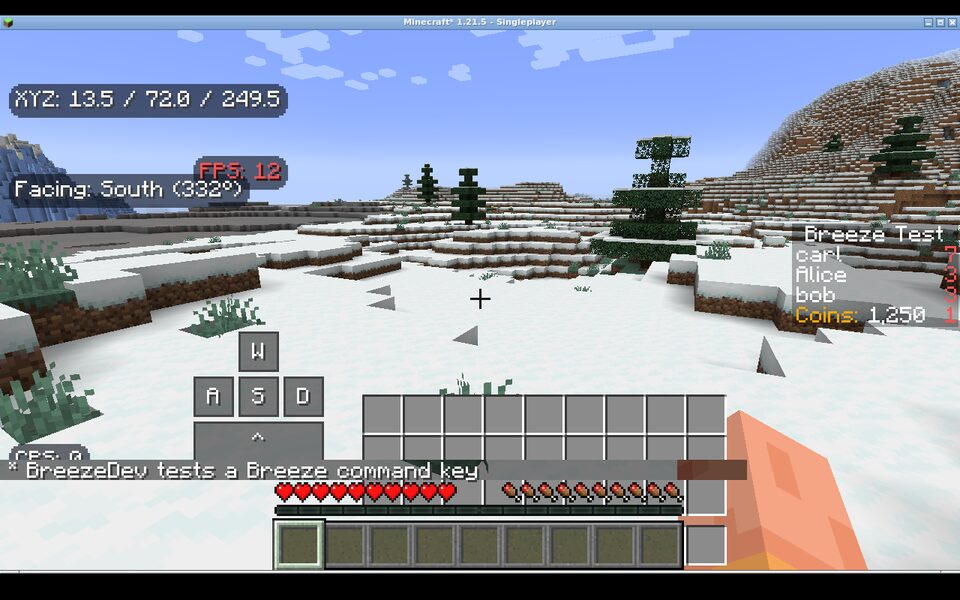 Minecraft* 1.21.5 - Singleplayer
XYZ: 13.5 / 72.0 / 249.5
FPS: 12
Facing: South (332°)
Breeze Test
carl 7
Alice 3
bob
Coins: 1,250 1
W
A S D
^
CPS: 0
* BreezeDev tests a Breeze command key